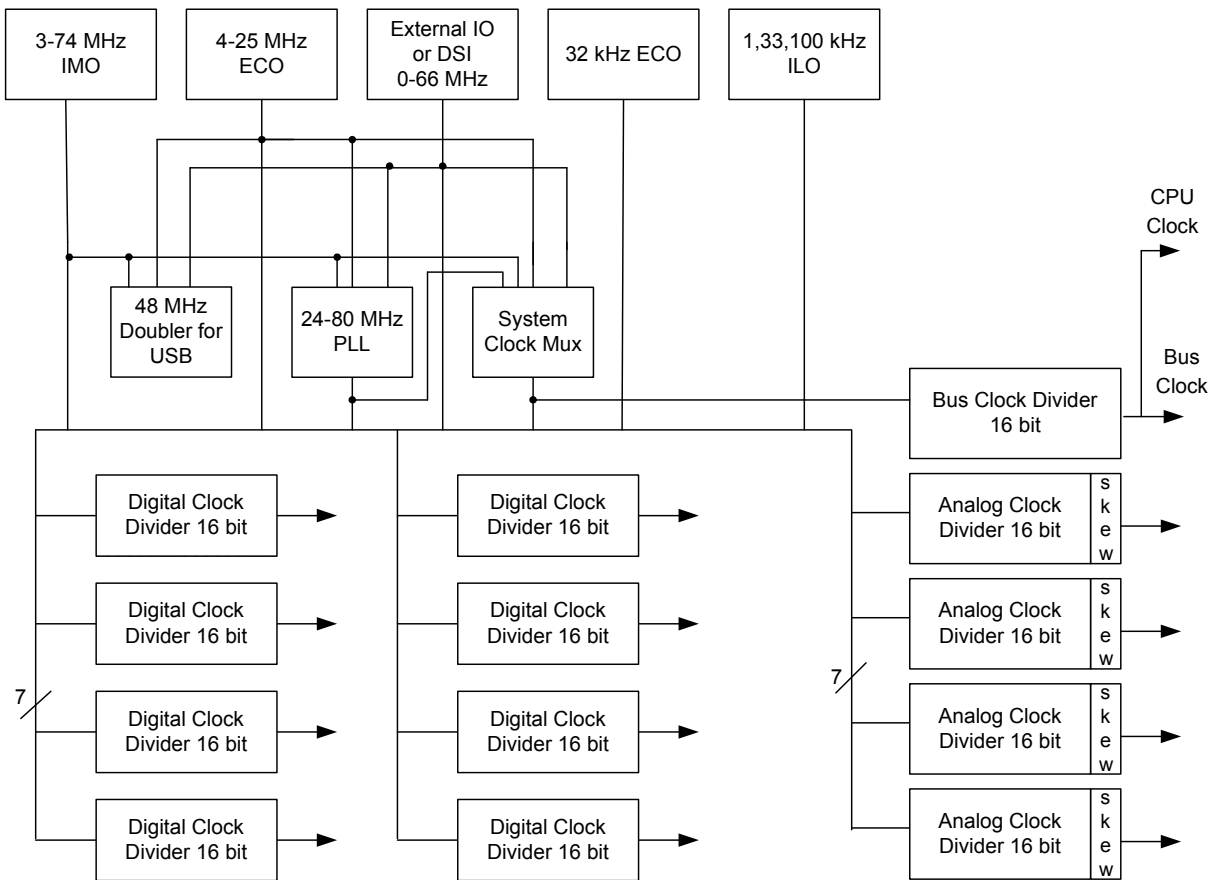 3-74 MHz
IMO
4-25 MHz
ECO
External IO
or DSI
0-66 MHz
32 kHz ECO
1,33,100 kHz
ILO
CPU
Clock
48 MHz
Doubler for
USB
24-80 MHz
PLL
System
Clock Mux
Bus
Clock
Bus Clock Divider
16 bit
Digital Clock
Divider 16 bit
Digital Clock
Divider 16 bit
Analog Clock
Divider 16 bit
s
k
e
w
Digital Clock
Divider 16 bit
Digital Clock
Divider 16 bit
Analog Clock
Divider 16 bit
s
k
e
w
7
7
Digital Clock
Divider 16 bit
Digital Clock
Divider 16 bit
Analog Clock
Divider 16 bit
s
k
e
w
Digital Clock
Divider 16 bit
Digital Clock
Divider 16 bit
Analog Clock
Divider 16 bit
s
k
e
w